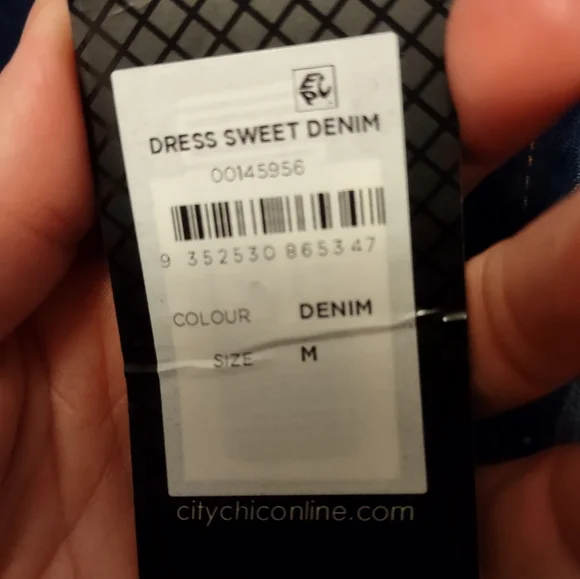 DRESS SWEET DENIM
00145956
9 352530 865347
COLOUR DENIM
SIZE M
citychiconline.com